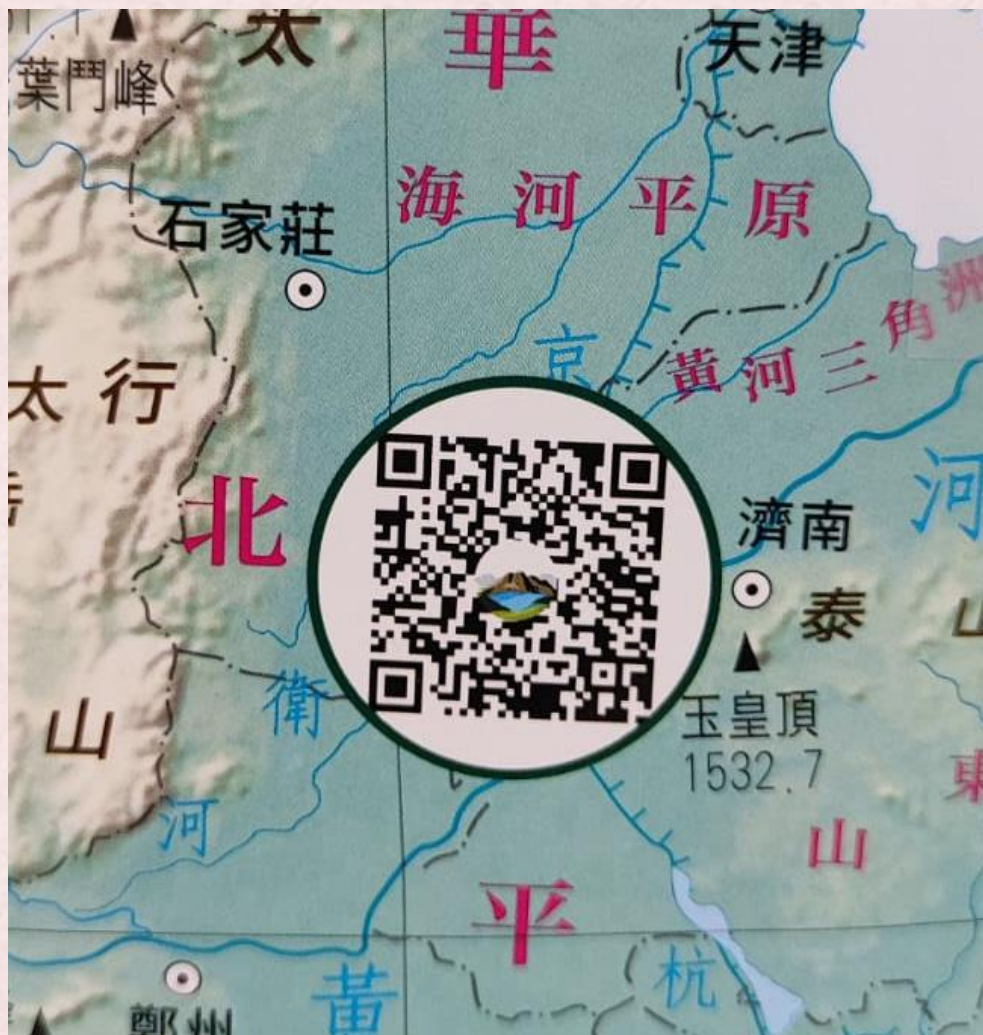 太
華
天津
葉鬥峰
海河平原
石家莊
京
黃河三角洲
太行
北
河
濟南
泰
山
衛
玉皇頂
1532.7
山
東
河
山
平
黃
杭
鄭州